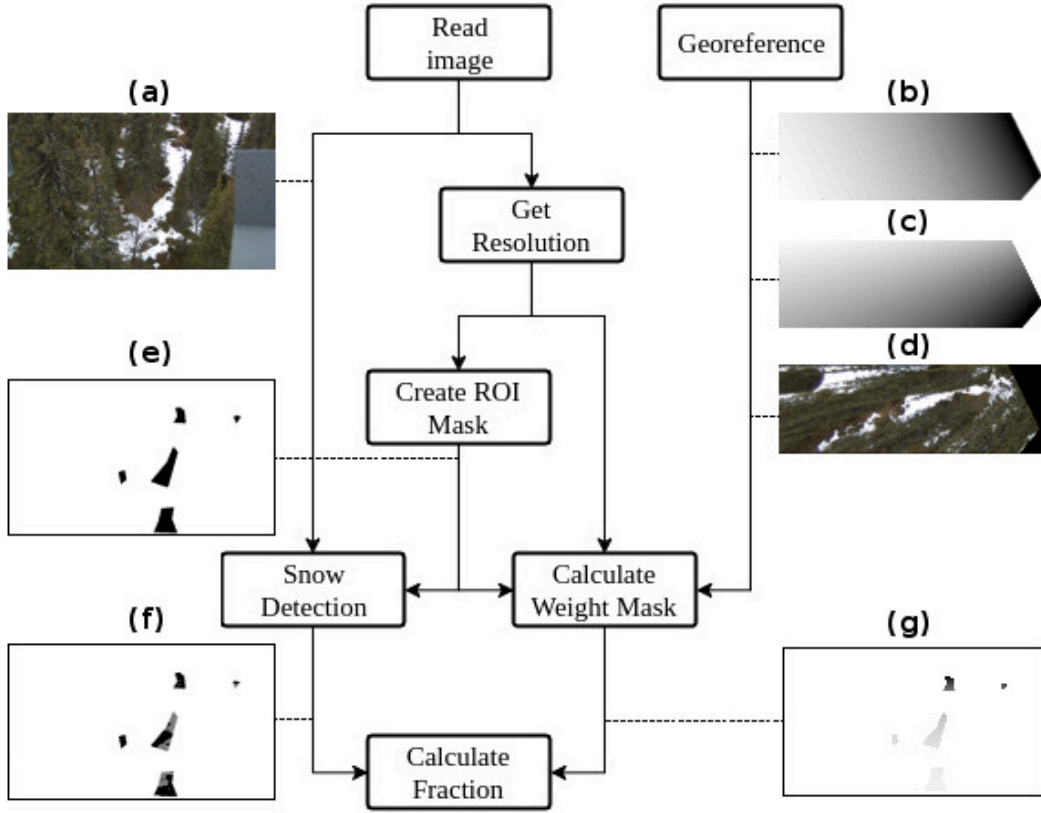 Read
image
Georeference
(a)
(b)
Get
Resolution
(c)
(e)
(d)
Create ROI
Mask
Snow
Detection
Calculate
Weight Mask
(f)
(g)
Calculate
Fraction